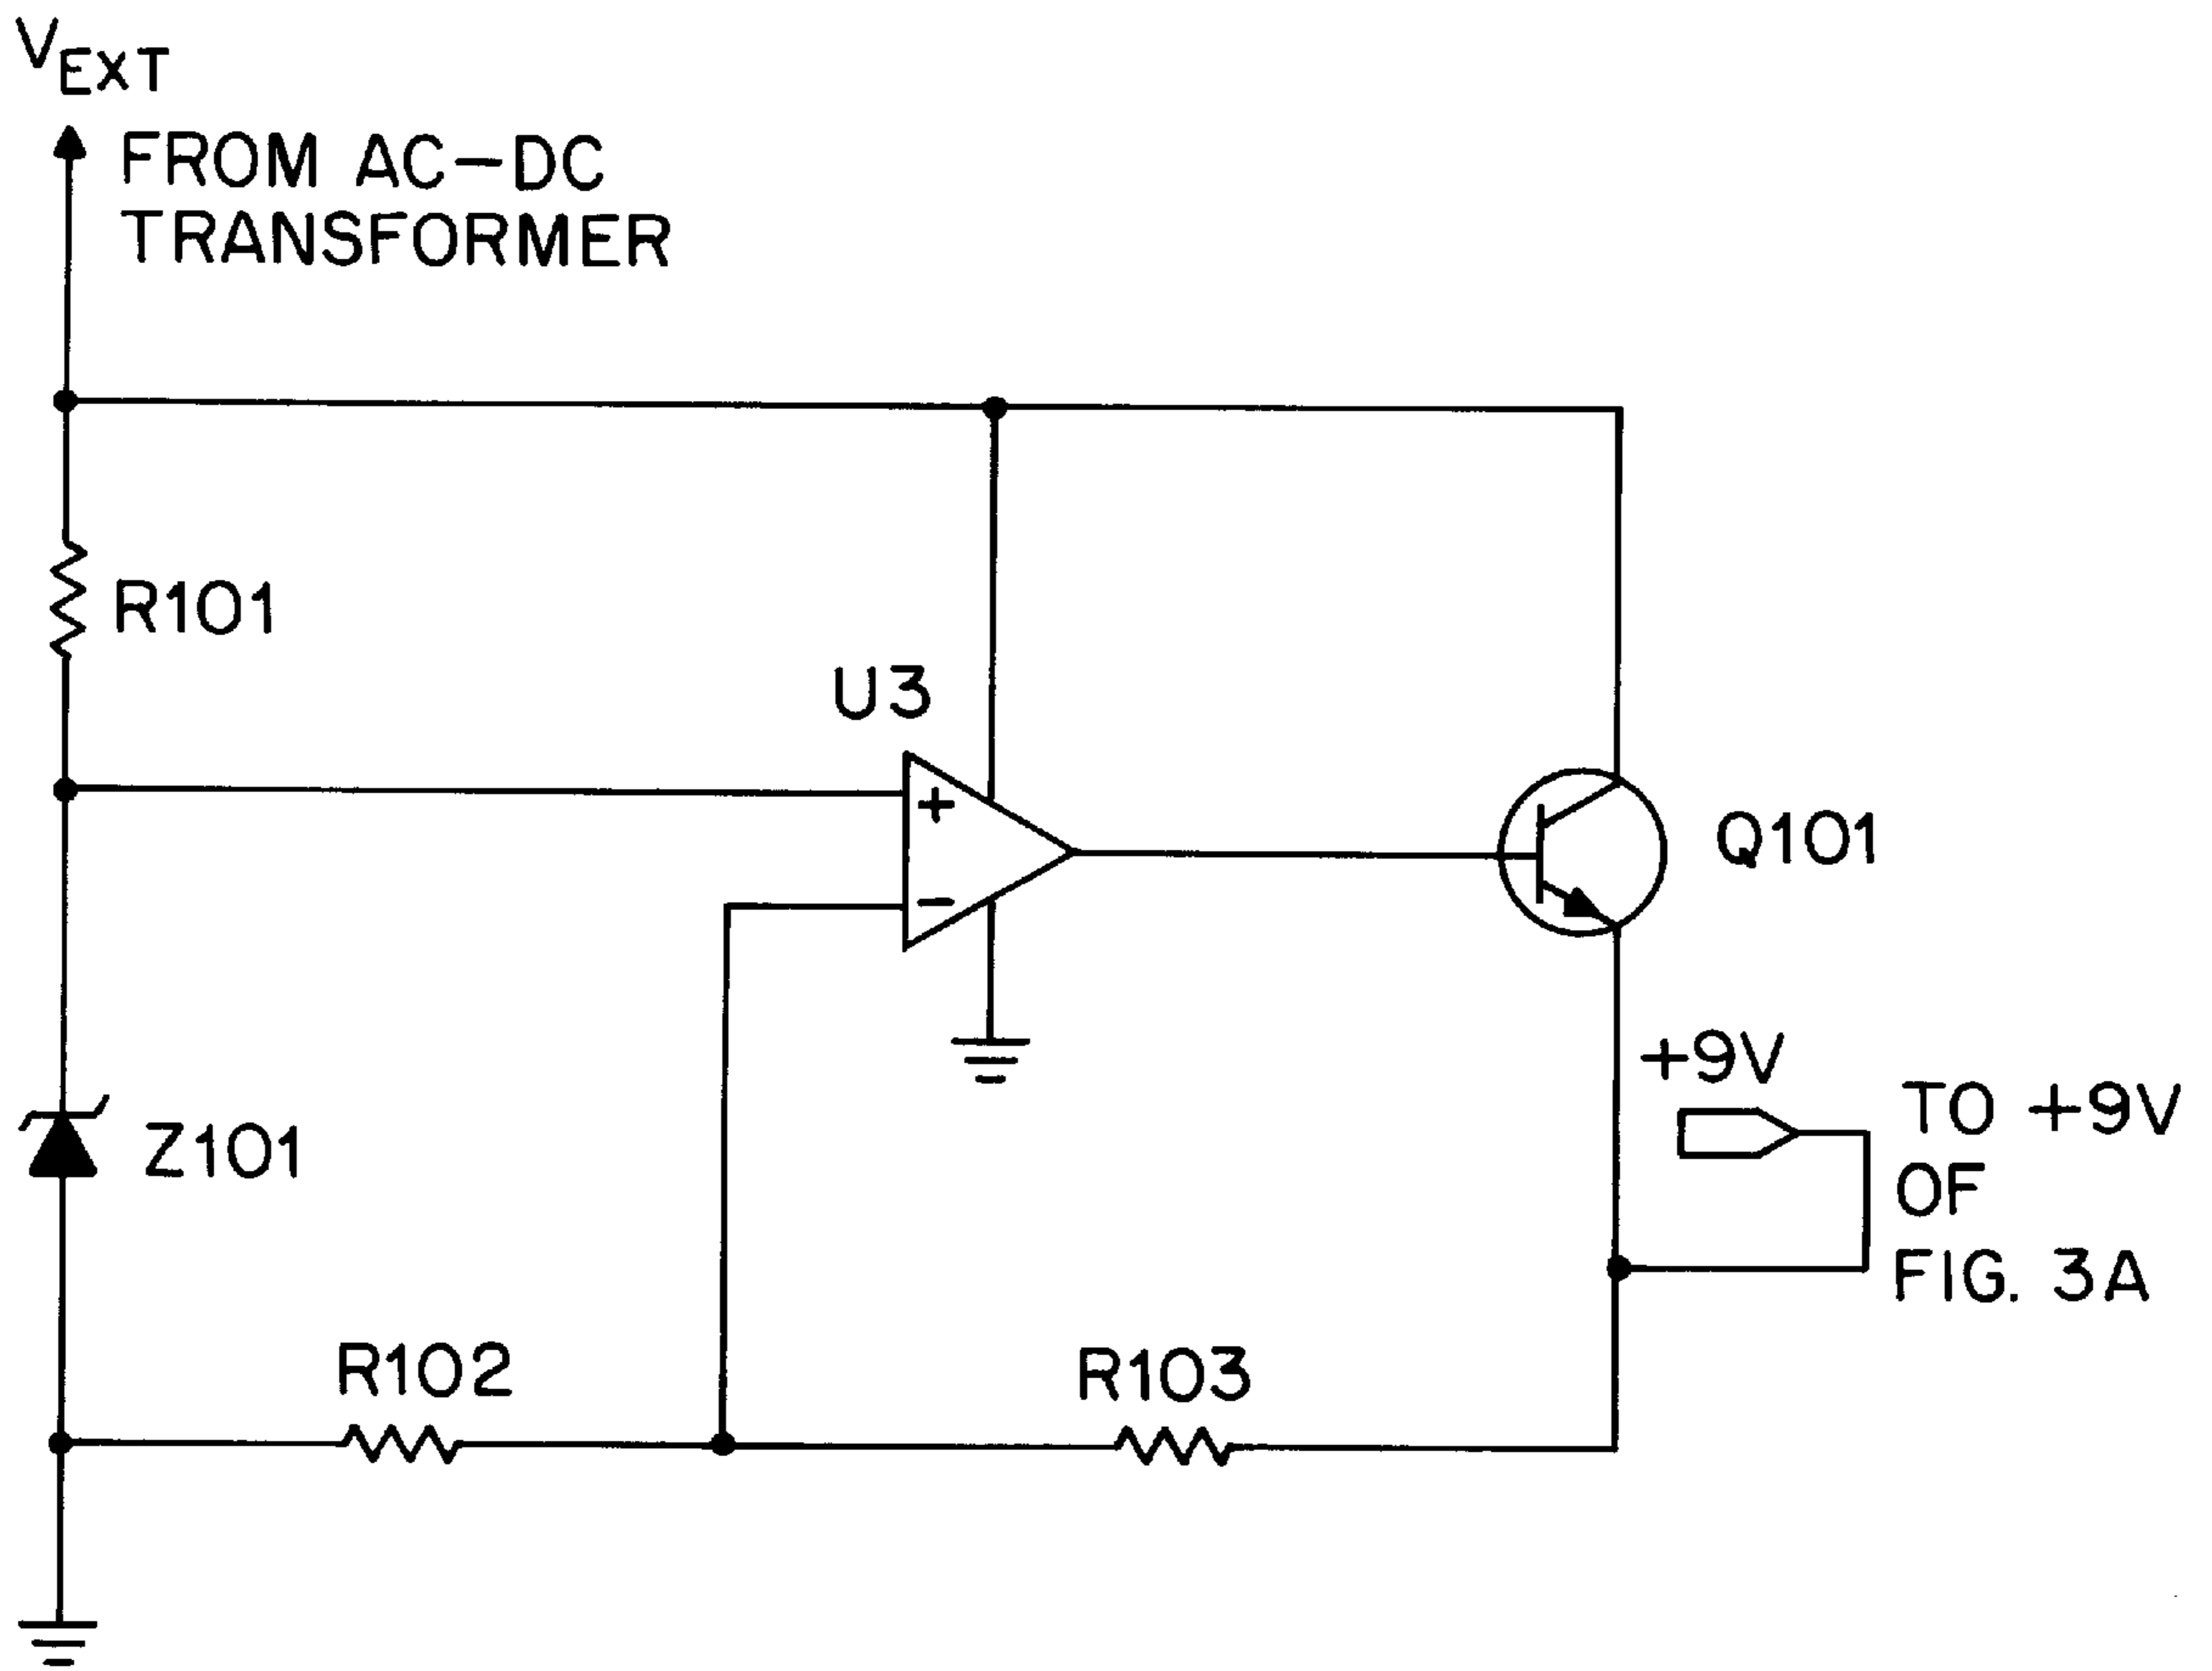 VEXT
FROM AC-DC
TRANSFORMER
R101
U3
+
-
Q101
+9V
TO +9V
OF
FIG. 3A
Z101
R102
R103